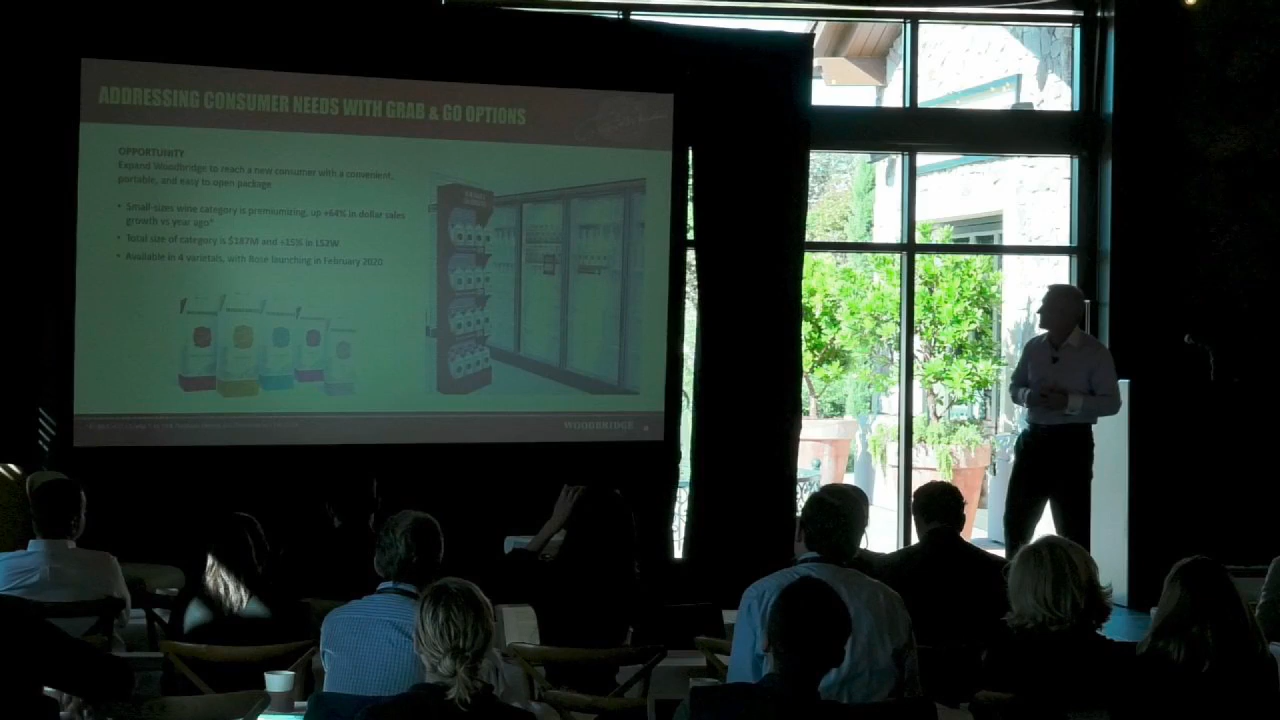 ADDRESSING CONSUMER NEEDS WITH GRAB & GO OPTIONS
OPPORTUNITY
Expand Woodbridge to reach a new consumer with a convenient,
portable, and easy to open package
• Small-sizes wine category is premiumizing, up +64% in dollar sales
growth vs year ago*
• Total size of category is $187M and +15% in L52W
• Available in 4 varietals, with Rose launching in February 2020
WOODBRIDGE